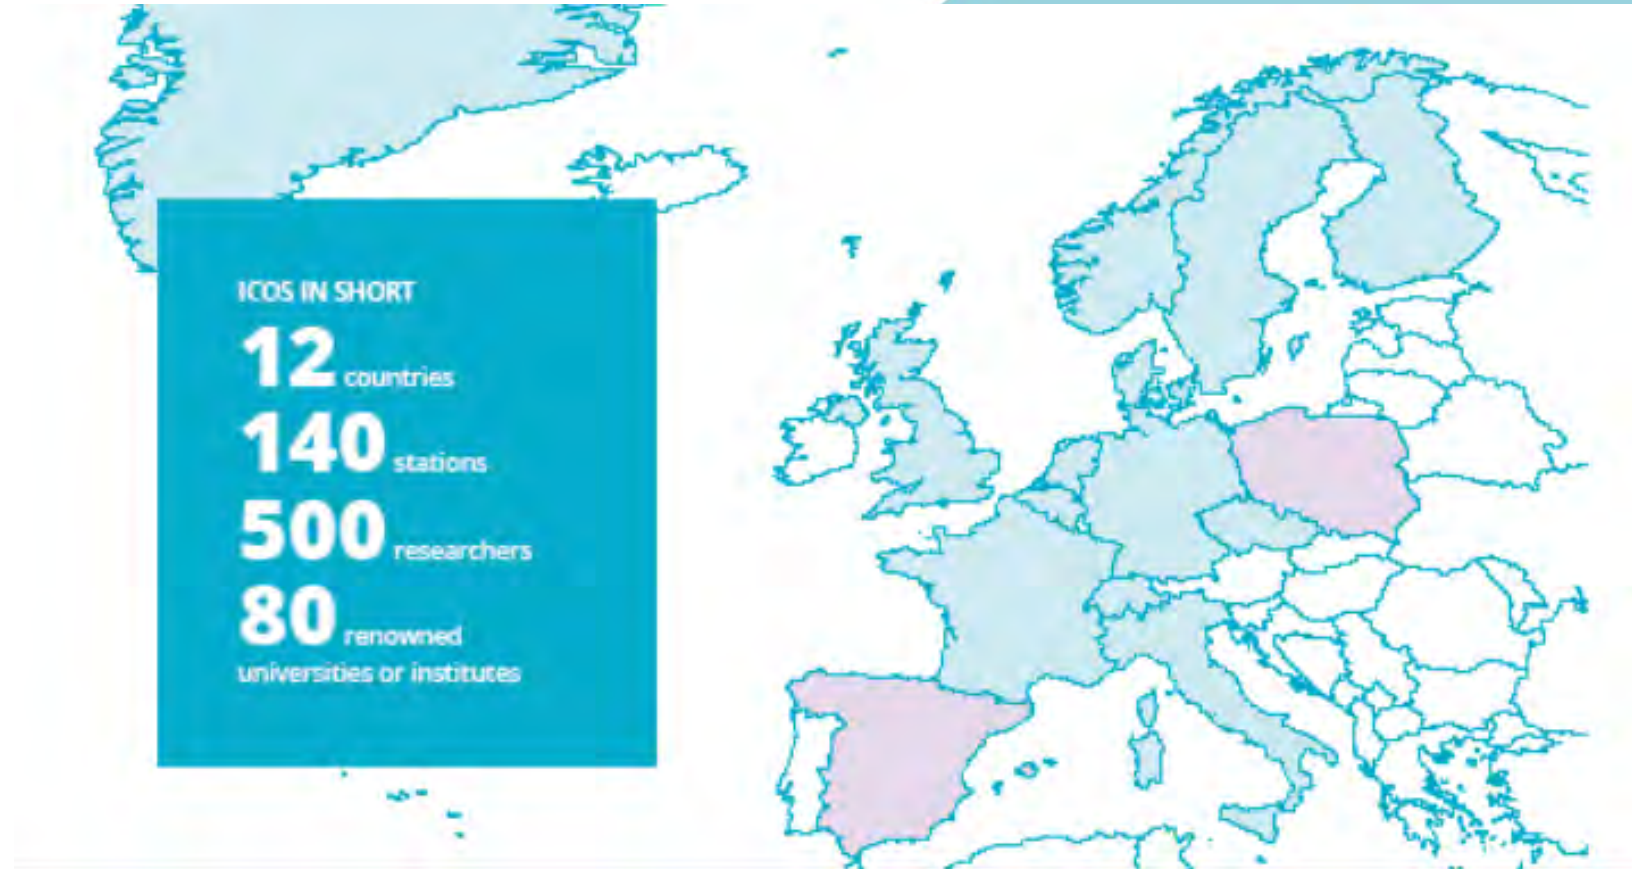 ICOS IN SHORT
12 countries
140 stations
500 researchers
80 renowned
universities or institutes